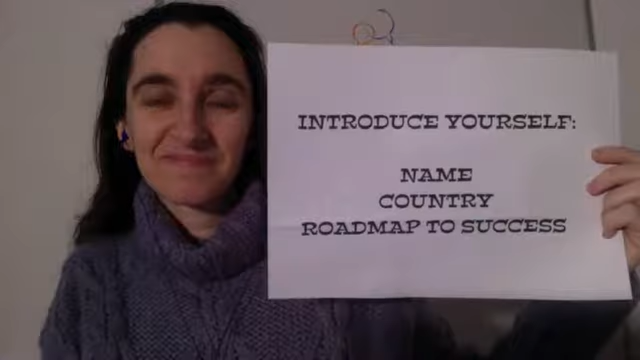 INTRODUCE YOURSELF:
NAME
COUNTRY
ROADMAP TO SUCCESS